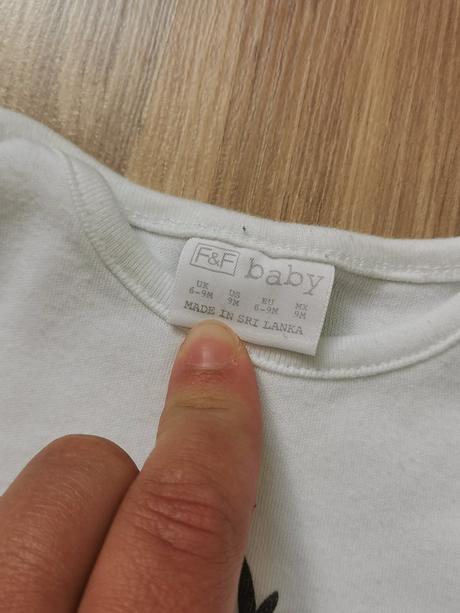 F&F baby
UK US EU MX
6-9M 9M 6-9M 9M
MADE IN SRI LANKA